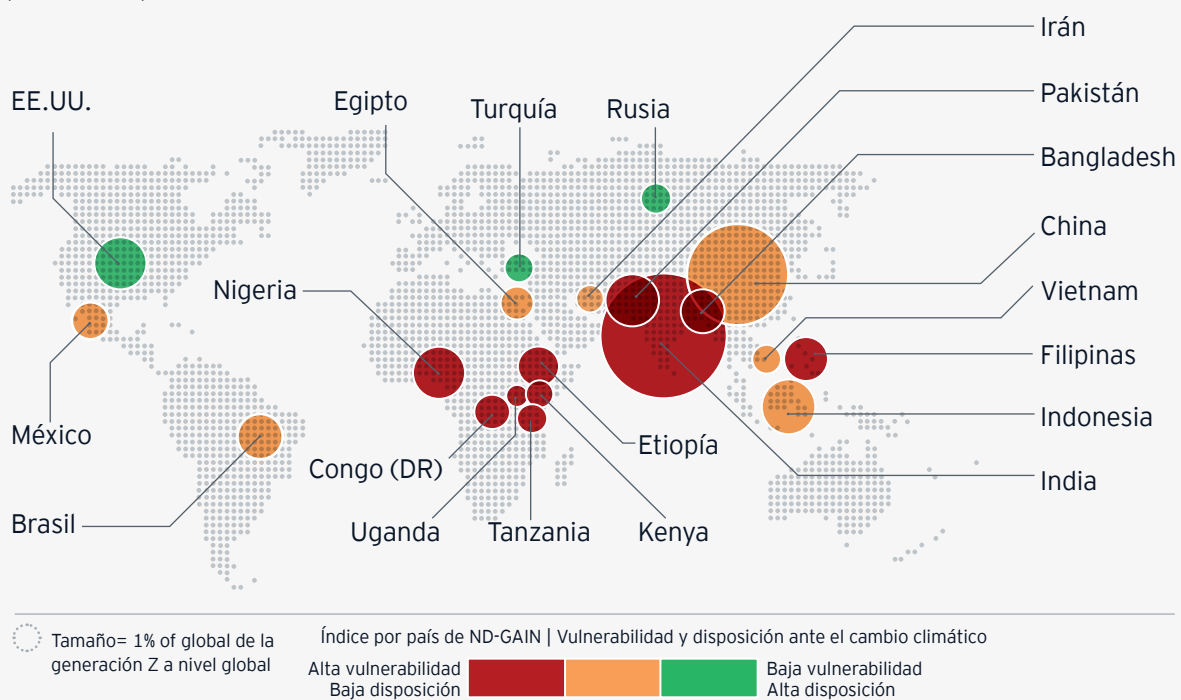 Irán
EE.UU.
Egipto
Turquía
Rusia
Pakistán
Bangladesh
China
Nigeria
Vietnam
Filipinas
México
Indonesia
Etiopía
Congo (DR)
India
Brasil
Uganda
Tanzania
Kenya
Tamaño= 1% of global de la
generación Z a nivel global
Índice por país de ND-GAIN | Vulnerabilidad y disposición ante el cambio climático
Alta vulnerabilidad
Baja disposición
Baja vulnerabilidad
Alta disposición